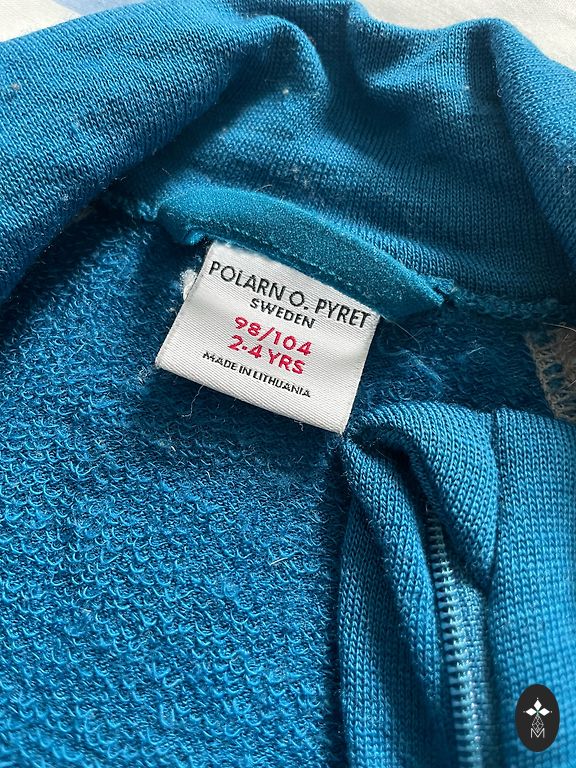 POLARN O. PYRET
SWEDEN
98/104
2-4 YRS
MADE IN LITHUANIA
M